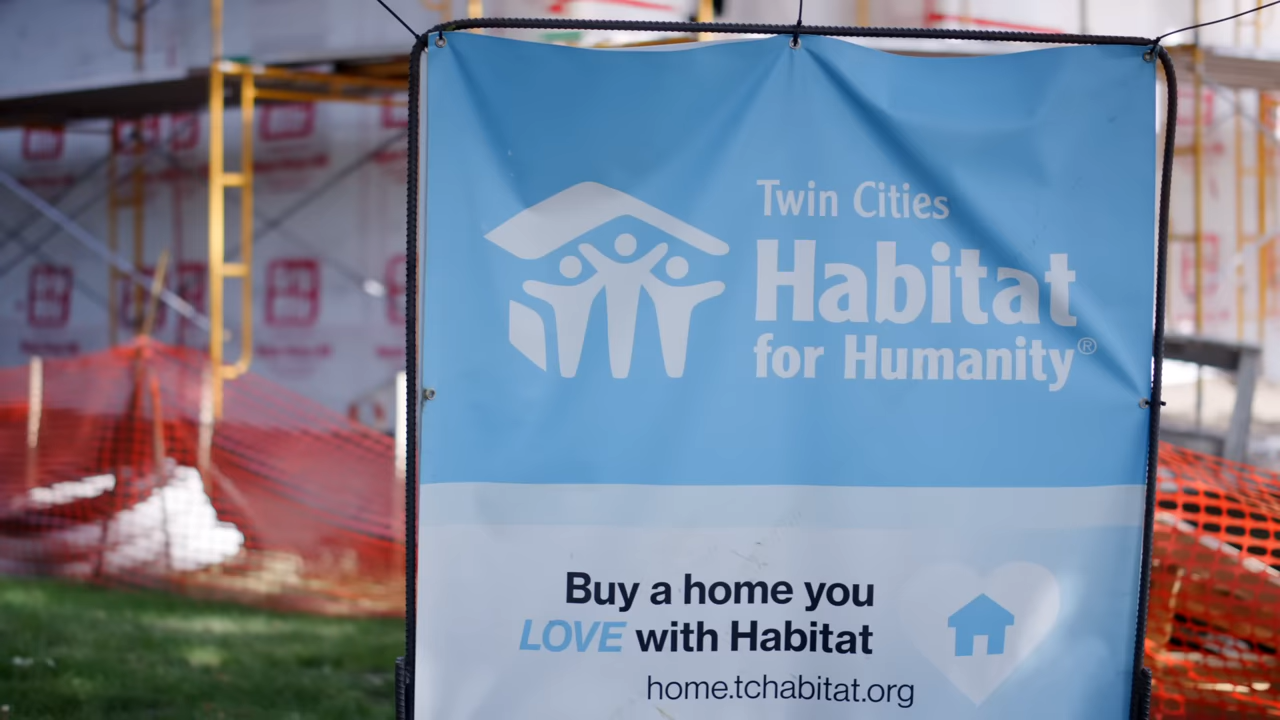 Twin Cities
Habitat
for Humanity®
Buy a home you
LOVE with Habitat
home.tchabitat.org